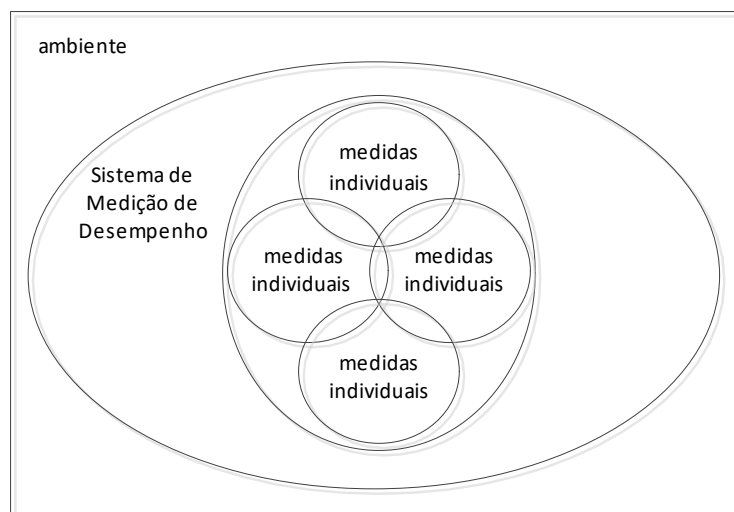 ambiente
medidas
individuais
Sistema de
Medição de
Desempenho
medidas
individuais
medidas
individuais
medidas
individuais